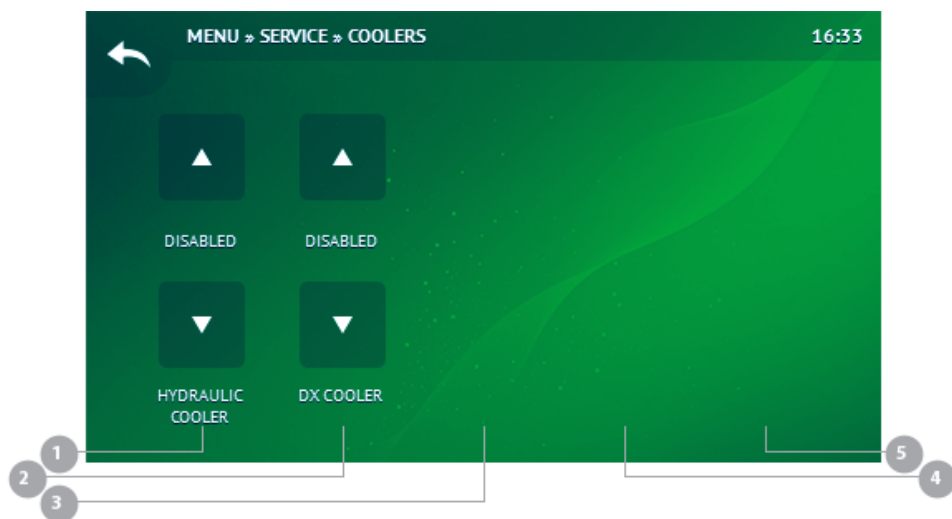 MENU » SERVICE » COOLERS 16:33
DISABLED DISABLED
HYDRAULIC COOLER DX COOLER
1
2
3
5
4